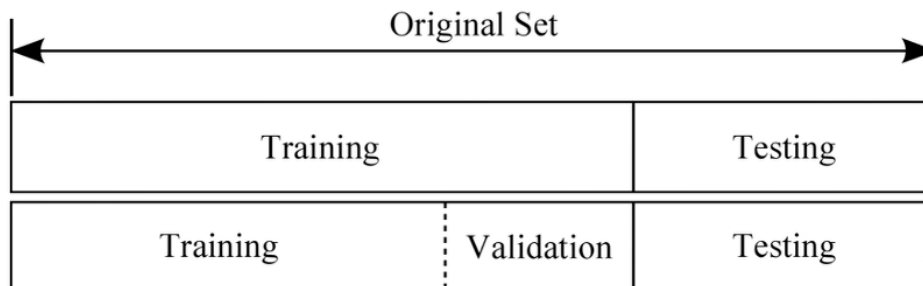 Original Set
Training Testing
Training Validation Testing